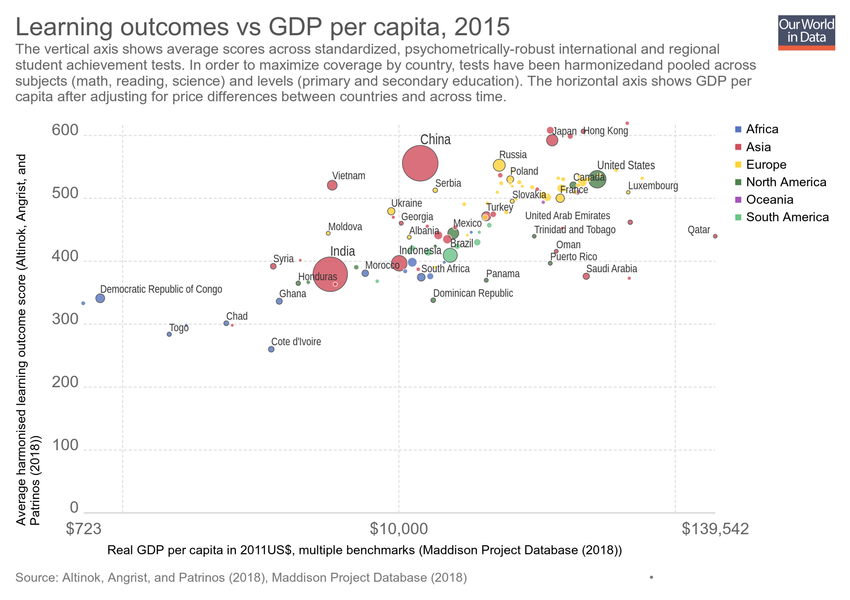 Learning outcomes vs GDP per capita, 2015
Our World
in Data
The vertical axis shows average scores across standardized, psychometrically-robust international and regional
student achievement tests. In order to maximize coverage by country, tests have been harmonizedand pooled across
subjects (math, reading, science) and levels (primary and secondary education). The horizontal axis shows GDP per
capita after adjusting for price differences between countries and across time.
Average harmonised learning outcome score (Altinok, Angrist, and
Patrinos (2018))
600
500
400
300
200
100
0
Japan
Hong Kong
China
Russia
United States
Vietnam
Poland
Canada
Serbia
Luxembourg
Slovakia
France
Ukraine
Turkey
Georgia
United Arab Emirates
Moldova
Albania
Mexico
Trinidad and Tobago
Qatar
India
Indonesia
Brazil
Oman
Syria
Puerto Rico
Morocco
South Africa
Saudi Arabia
Honduras
Panama
Democratic Republic of Congo
Ghana
Dominican Republic
Chad
Togo
Cote d'Ivoire
Africa
Asia
Europe
North America
Oceania
South America
$723
$10,000
$139,542
Real GDP per capita in 2011US$, multiple benchmarks (Maddison Project Database (2018))
Source: Altinok, Angrist, and Patrinos (2018), Maddison Project Database (2018)